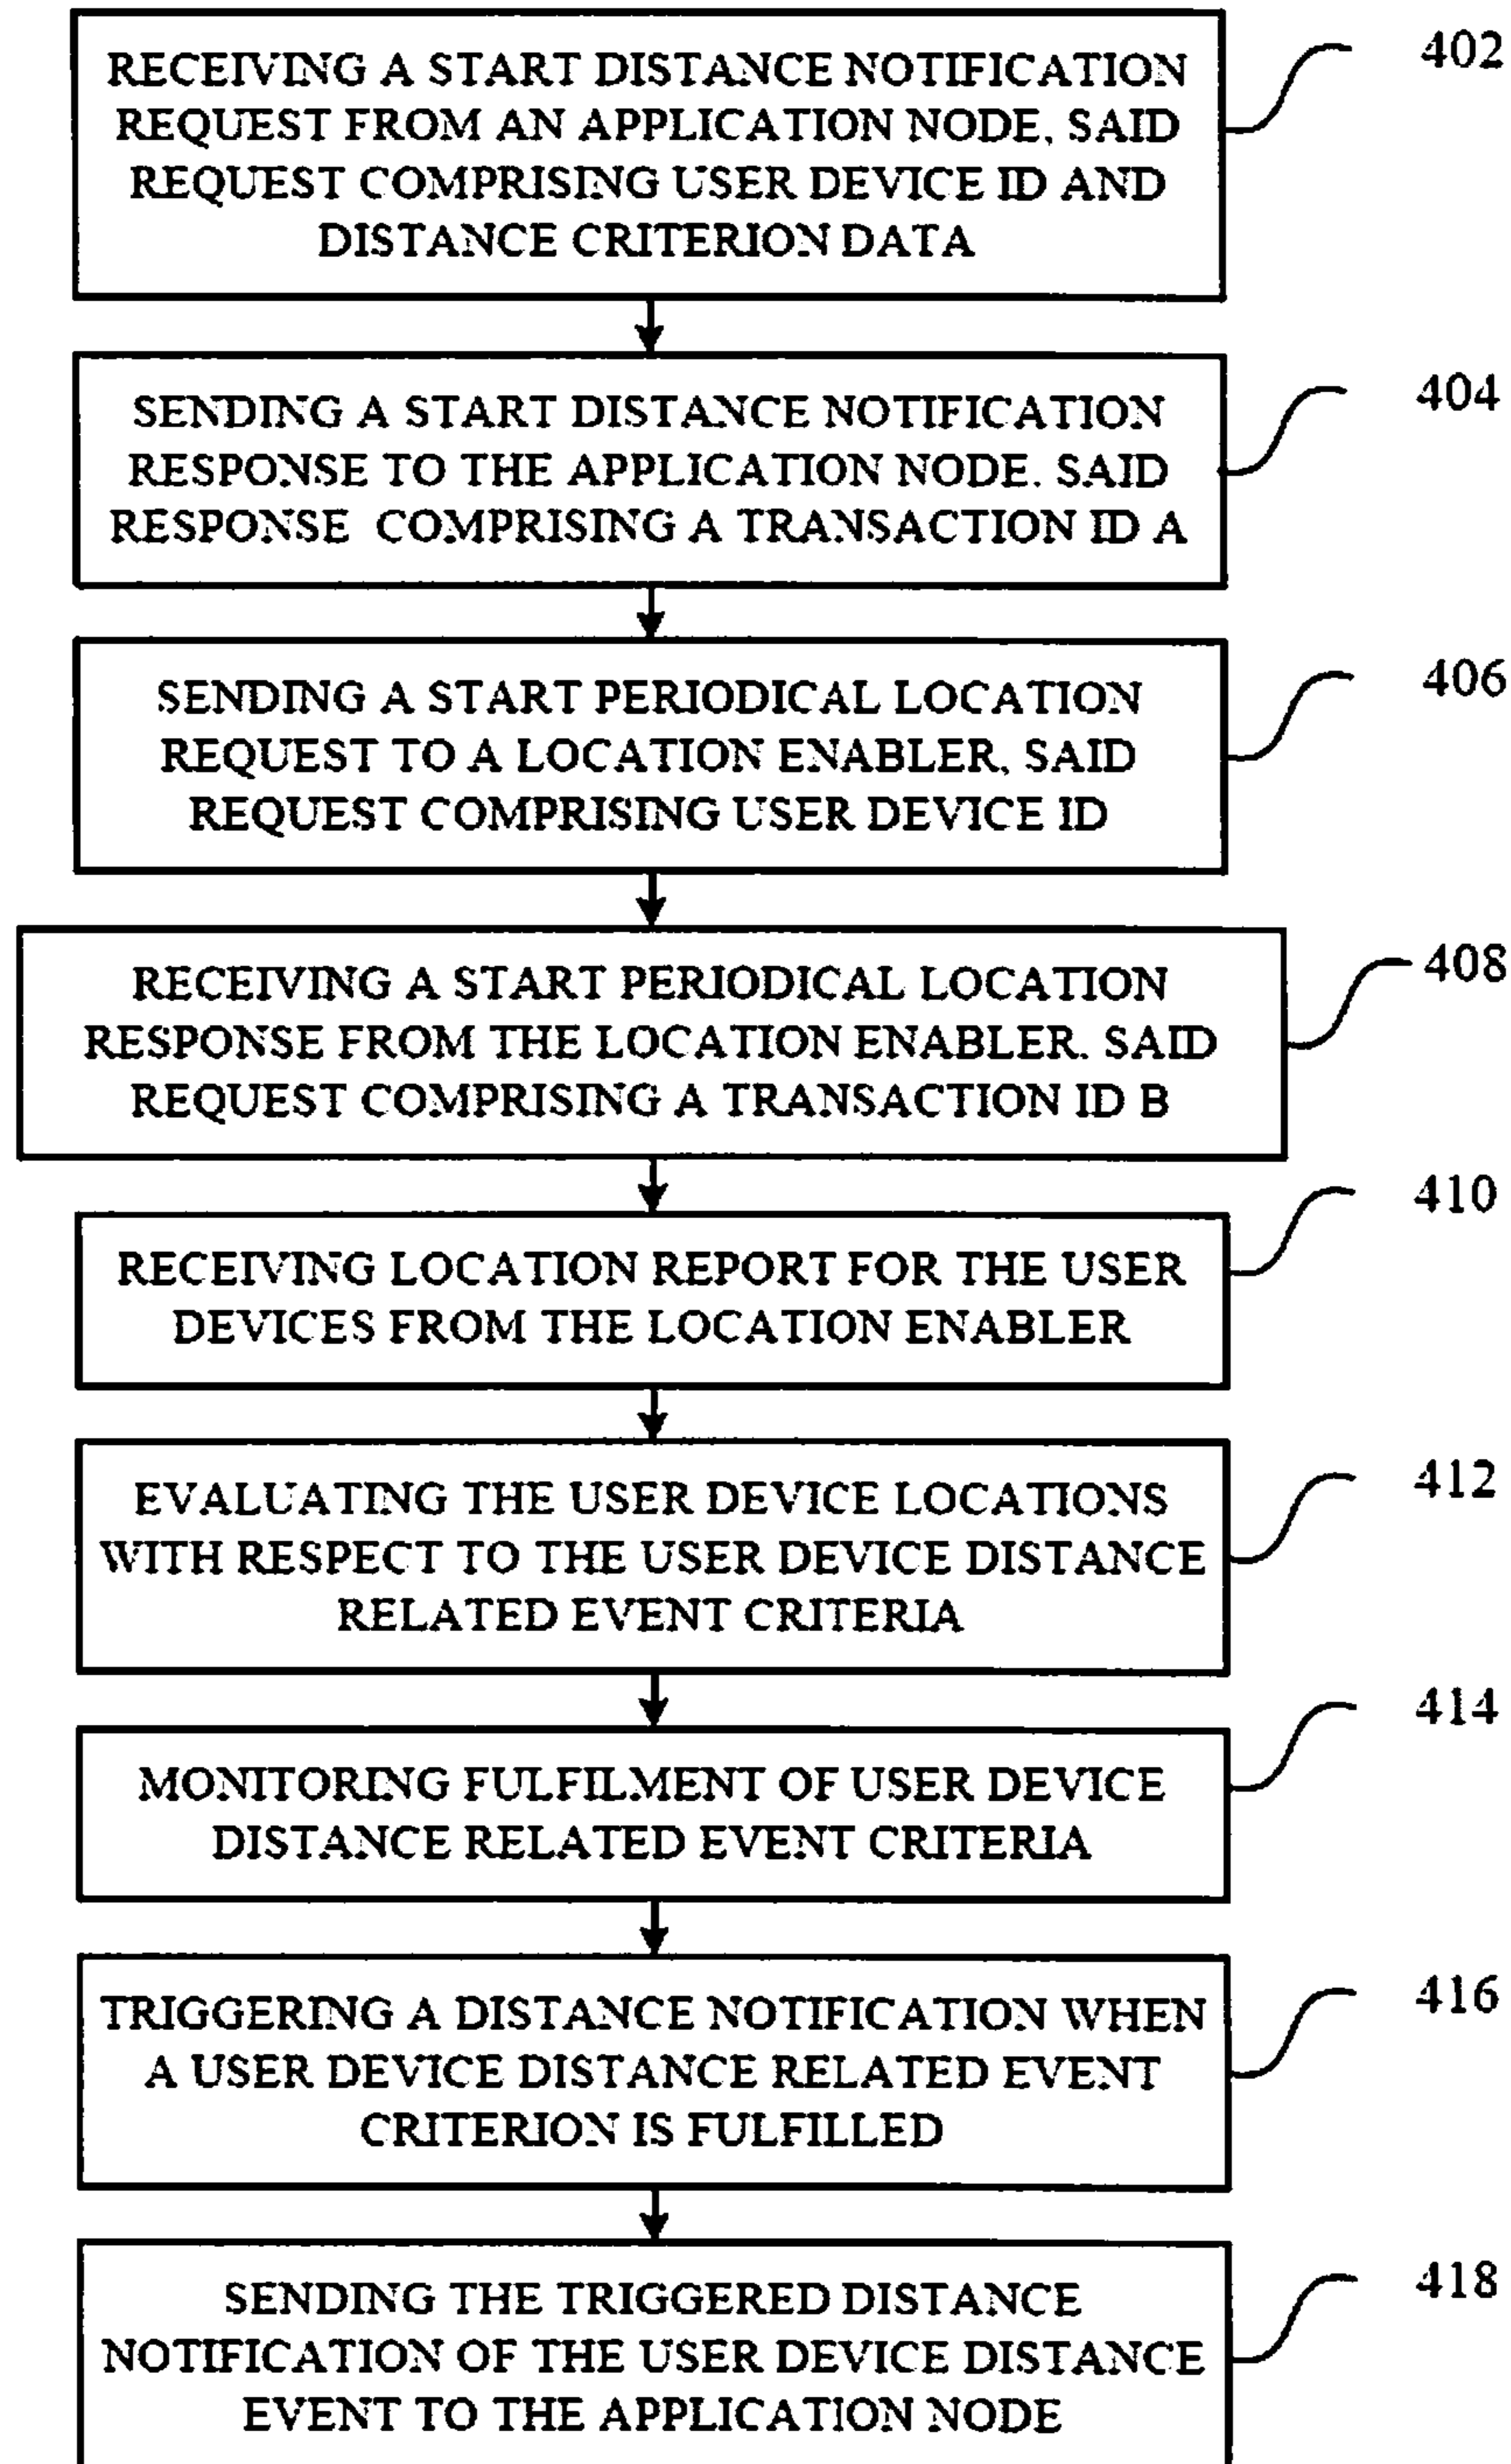 RECEIVING A START DISTANCE NOTIFICATION
REQUEST FROM AN APPLICATION NODE, SAID
REQUEST COMPRISING USER DEVICE ID AND
DISTANCE CRITERION DATA
402
SENDING A START DISTANCE NOTIFICATION
RESPONSE TO THE APPLICATION NODE. SAID
RESPONSE COMPRISING A TRANSACTION ID A
404
SENDING A START PERIODICAL LOCATION
REQUEST TO A LOCATION ENABLER, SAID
REQUEST COMPRISING USER DEVICE ID
406
RECEIVING A START PERIODICAL LOCATION
RESPONSE FROM THE LOCATION ENABLER. SAID
REQUEST COMPRISING A TRANSACTION ID B
408
RECEIVING LOCATION REPORT FOR THE USER
DEVICES FROM THE LOCATION ENABLER
410
EVALUATING THE USER DEVICE LOCATIONS
WITH RESPECT TO THE USER DEVICE DISTANCE
RELATED EVENT CRITERIA
412
MONITORING FULFILMENT OF USER DEVICE
DISTANCE RELATED EVENT CRITERIA
414
TRIGGERING A DISTANCE NOTIFICATION WHEN
A USER DEVICE DISTANCE RELATED EVENT
CRITERION IS FULFILLED
416
SENDING THE TRIGGERED DISTANCE
NOTIFICATION OF THE USER DEVICE DISTANCE
EVENT TO THE APPLICATION NODE
418